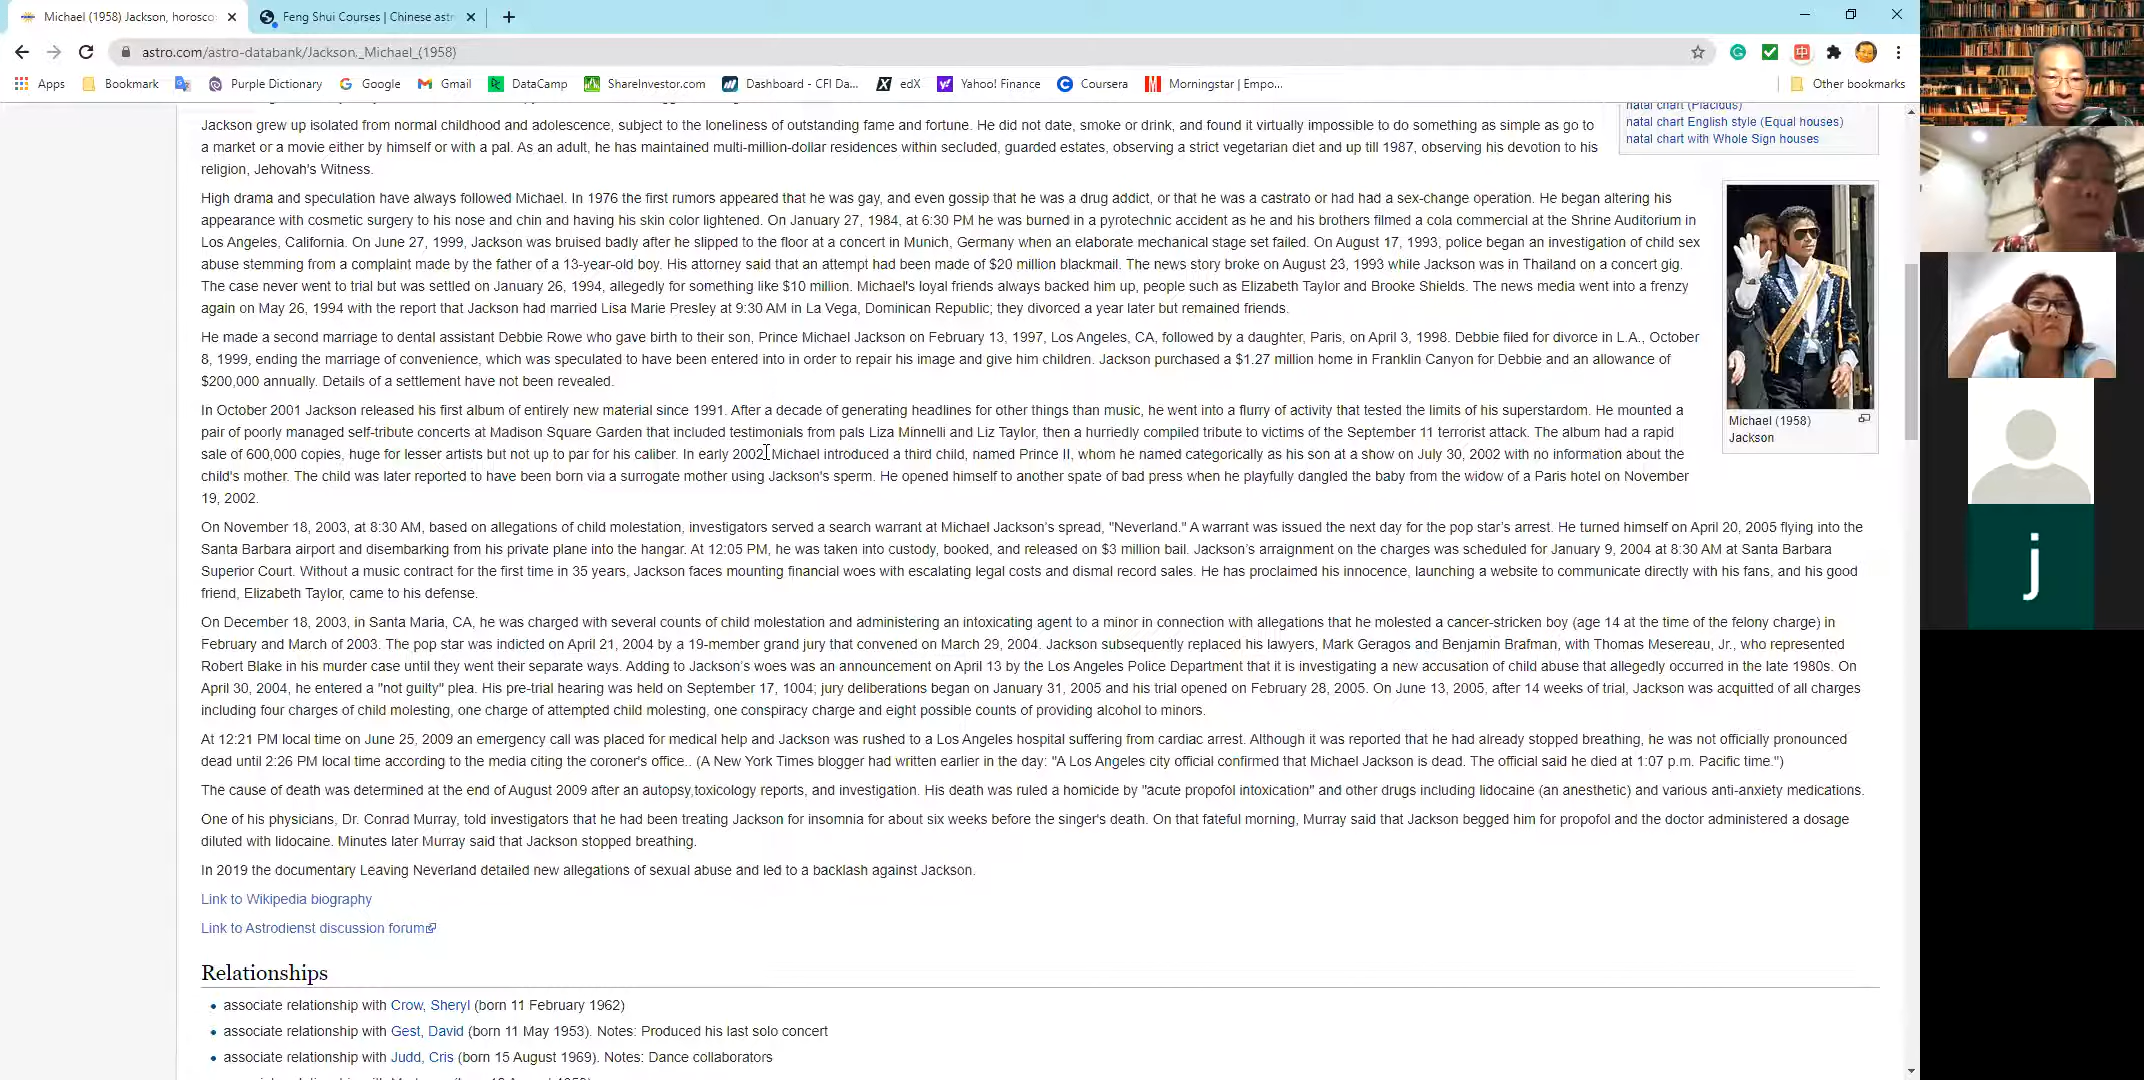 Michael (1958) Jackson, horosco
Feng Shui Courses | Chinese astr
astro.com/astro-databank/Jackson,_Michael_(1958)
Apps
Bookmark
Purple Dictionary
Google
Gmail
DataCamp
ShareInvestor.com
Dashboard - CFI Da...
edX
Yahoo! Finance
Coursera
Morningstar | Empo...
Other bookmarks
natal chart (Placidus)
natal chart English style (Equal houses)
natal chart with Whole Sign houses
Jackson grew up isolated from normal childhood and adolescence, subject to the loneliness of outstanding fame and fortune. He did not date, smoke or drink, and found it virtually impossible to do something as simple as go to
a market or a movie either by himself or with a pal. As an adult, he has maintained multi-million-dollar residences within secluded, guarded estates, observing a strict vegetarian diet and up till 1987, observing his devotion to his
religion, Jehovah's Witness.
High drama and speculation have always followed Michael. In 1976 the first rumors appeared that he was gay, and even gossip that he was a drug addict, or that he was a castrato or had had a sex-change operation. He began altering his
appearance with cosmetic surgery to his nose and chin and having his skin color lightened. On January 27, 1984, at 6:30 PM he was burned in a pyrotechnic accident as he and his brothers filmed a cola commercial at the Shrine Auditorium in
Los Angeles, California. On June 27, 1999, Jackson was bruised badly after he slipped to the floor at a concert in Munich, Germany when an elaborate mechanical stage set failed. On August 17, 1993, police began an investigation of child sex
abuse stemming from a complaint made by the father of a 13-year-old boy. His attorney said that an attempt had been made of $20 million blackmail. The news story broke on August 23, 1993 while Jackson was in Thailand on a concert gig.
The case never went to trial but was settled on January 26, 1994, allegedly for something like $10 million. Michael's loyal friends always backed him up, people such as Elizabeth Taylor and Brooke Shields. The news media went into a frenzy
again on May 26, 1994 with the report that Jackson had married Lisa Marie Presley at 9:30 AM in La Vega, Dominican Republic; they divorced a year later but remained friends.
He made a second marriage to dental assistant Debbie Rowe who gave birth to their son, Prince Michael Jackson on February 13, 1997, Los Angeles, CA, followed by a daughter, Paris, on April 3, 1998. Debbie filed for divorce in L.A., October
8, 1999, ending the marriage of convenience, which was speculated to have been entered into in order to repair his image and give him children. Jackson purchased a $1.27 million home in Franklin Canyon for Debbie and an allowance of
$200,000 annually. Details of a settlement have not been revealed.
In October 2001 Jackson released his first album of entirely new material since 1991. After a decade of generating headlines for other things than music, he went into a flurry of activity that tested the limits of his superstardom. He mounted a
pair of poorly managed self-tribute concerts at Madison Square Garden that included testimonials from pals Liza Minnelli and Liz Taylor, then a hurriedly compiled tribute to victims of the September 11 terrorist attack. The album had a rapid
sale of 600,000 copies, huge for lesser artists but not up to par for his caliber. In early 2002, Michael introduced a third child, named Prince II, whom he named categorically as his son at a show on July 30, 2002 with no information about the
child's mother. The child was later reported to have been born via a surrogate mother using Jackson's sperm. He opened himself to another spate of bad press when he playfully dangled the baby from the widow of a Paris hotel on November
19, 2002.
Michael (1958)
Jackson
On November 18, 2003, at 8:30 AM, based on allegations of child molestation, investigators served a search warrant at Michael Jackson's spread, "Neverland." A warrant was issued the next day for the pop star's arrest. He turned himself on April 20, 2005 flying into the
Santa Barbara airport and disembarking from his private plane into the hangar. At 12:05 PM, he was taken into custody, booked, and released on $3 million bail. Jackson's arraignment on the charges was scheduled for January 9, 2004 at 8:30 AM at Santa Barbara
Superior Court. Without a music contract for the first time in 35 years, Jackson faces mounting financial woes with escalating legal costs and dismal record sales. He has proclaimed his innocence, launching a website to communicate directly with his fans, and his good
friend, Elizabeth Taylor, came to his defense.
On December 18, 2003, in Santa Maria, CA, he was charged with several counts of child molestation and administering an intoxicating agent to a minor in connection with allegations that he molested a cancer-stricken boy (age 14 at the time of the felony charge) in
February and March of 2003. The pop star was indicted on April 21, 2004 by a 19-member grand jury that convened on March 29, 2004. Jackson subsequently replaced his lawyers, Mark Geragos and Benjamin Brafman, with Thomas Mesereau, Jr., who represented
Robert Blake in his murder case until they went their separate ways. Adding to Jackson's woes was an announcement on April 13 by the Los Angeles Police Department that it is investigating a new accusation of child abuse that allegedly occurred in the late 1980s. On
April 30, 2004, he entered a "not guilty" plea. His pre-trial hearing was held on September 17, 1004; jury deliberations began on January 31, 2005 and his trial opened on February 28, 2005. On June 13, 2005, after 14 weeks of trial, Jackson was acquitted of all charges
including four charges of child molesting, one charge of attempted child molesting, one conspiracy charge and eight possible counts of providing alcohol to minors.
At 12:21 PM local time on June 25, 2009 an emergency call was placed for medical help and Jackson was rushed to a Los Angeles hospital suffering from cardiac arrest. Although it was reported that he had already stopped breathing, he was not officially pronounced
dead until 2:26 PM local time according to the media citing the coroner's office.. (A New York Times blogger had written earlier in the day: "A Los Angeles city official confirmed that Michael Jackson is dead. The official said he died at 1:07 p.m. Pacific time.")
The cause of death was determined at the end of August 2009 after an autopsy,toxicology reports, and investigation. His death was ruled a homicide by "acute propofol intoxication" and other drugs including lidocaine (an anesthetic) and various anti-anxiety medications.
One of his physicians, Dr. Conrad Murray, told investigators that he had been treating Jackson for insomnia for about six weeks before the singer's death. On that fateful morning, Murray said that Jackson begged him for propofol and the doctor administered a dosage
diluted with lidocaine. Minutes later Murray said that Jackson stopped breathing.
In 2019 the documentary Leaving Neverland detailed new allegations of sexual abuse and led to a backlash against Jackson.
Link to Wikipedia biography
Link to Astrodienst discussion forum
Relationships
associate relationship with Crow, Sheryl (born 11 February 1962)
associate relationship with Gest, David (born 11 May 1953). Notes: Produced his last solo concert
associate relationship with Judd, Cris (born 15 August 1969). Notes: Dance collaborators
j